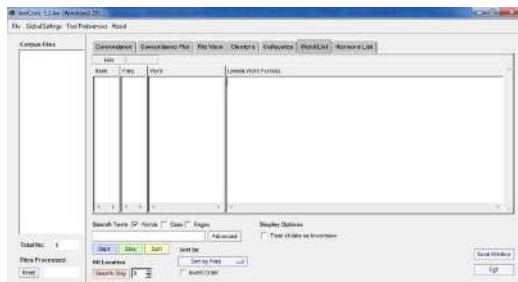 AntConc 3.2.4w (Windows) 2011
File Global Settings Tool Preferences About
Corpus Files
Concordance Concordance Plot File View Clusters Collocates Word List Keyword List
Hits
Rank Freq Word Lemma Word Form(s)
Search Term Words Case Regex
Advanced
Display Options
Treat all data as lowercase
Total No. 0
Files Processed
Reset
Start Stop Sort
Sort by
Sort by Freq
Invert Order
Hit Location
Search Only 0
Save Window
Exit